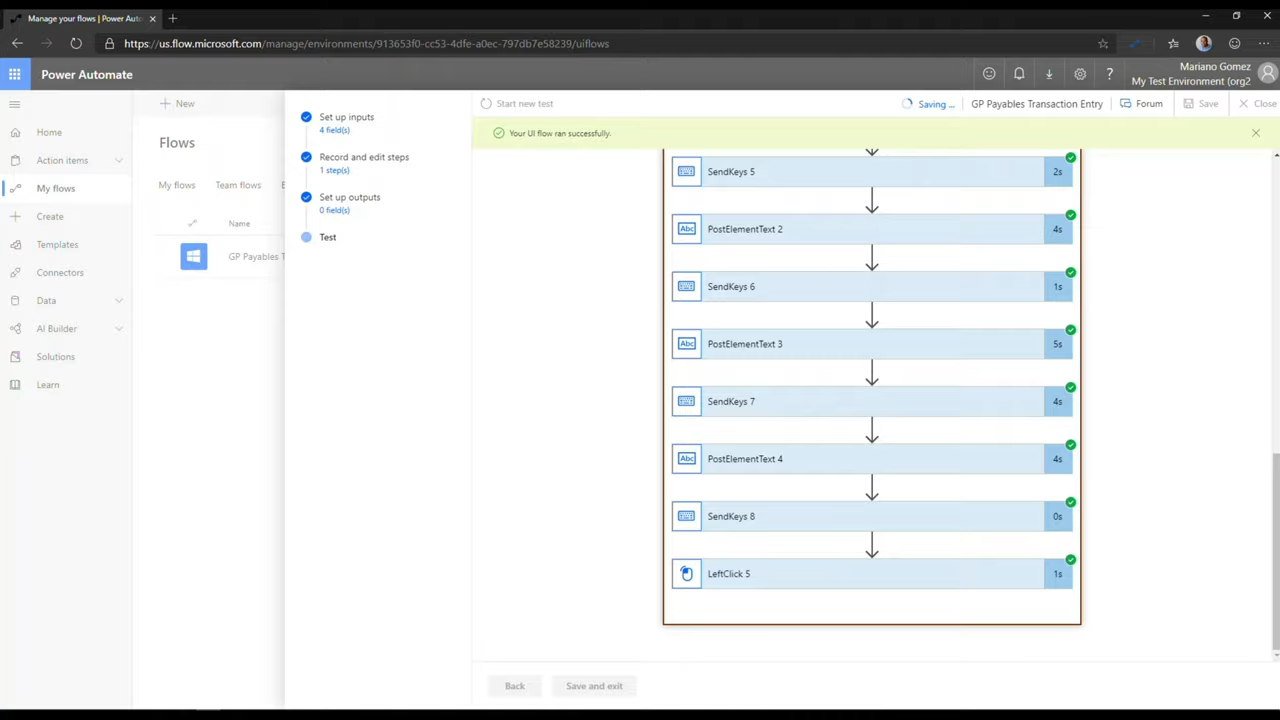 Manage your flows | Power Auto
https://us.flow.microsoft.com/manage/environments/913653f0-cc53-4dfe-a0ec-797db7e58239/uiflows
Power Automate
Mariano Gomez
My Test Environment (org2
Home
Action items
My flows
Create
Templates
Connectors
Data
AI Builder
Solutions
Learn
New
Flows
My flows
Team flows
Name
GP Payables T
Set up inputs
4 field(s)
Record and edit steps
1 step(s)
Set up outputs
0 field(s)
Test
Start new test
Saving ...
GP Payables Transaction Entry
Forum
Save
Close
Your UI flow ran successfully.
SendKeys 5
2s
Abc
PostElementText 2
4s
SendKeys 6
1s
Abc
PostElementText 3
5s
SendKeys 7
4s
Abc
PostElementText 4
4s
SendKeys 8
0s
LeftClick 5
1s
Back
Save and exit